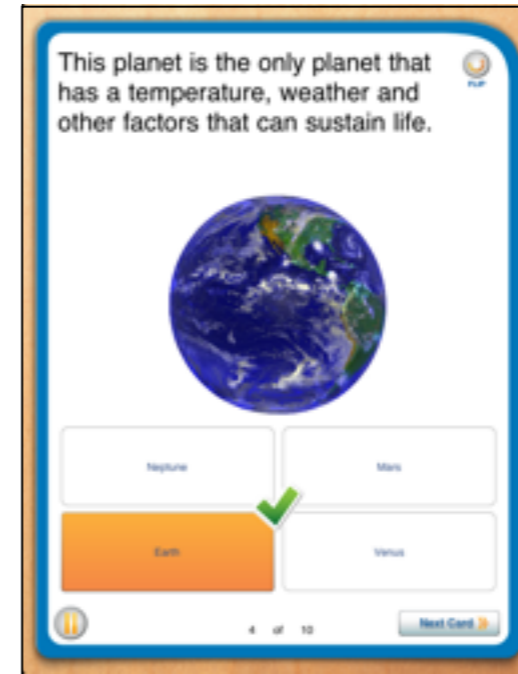 This planet is the only planet that
has a temperature, weather and
other factors that can sustain life.
FLIP
Neptune
Mars
Earth
Venus
4 of 10
Next Card